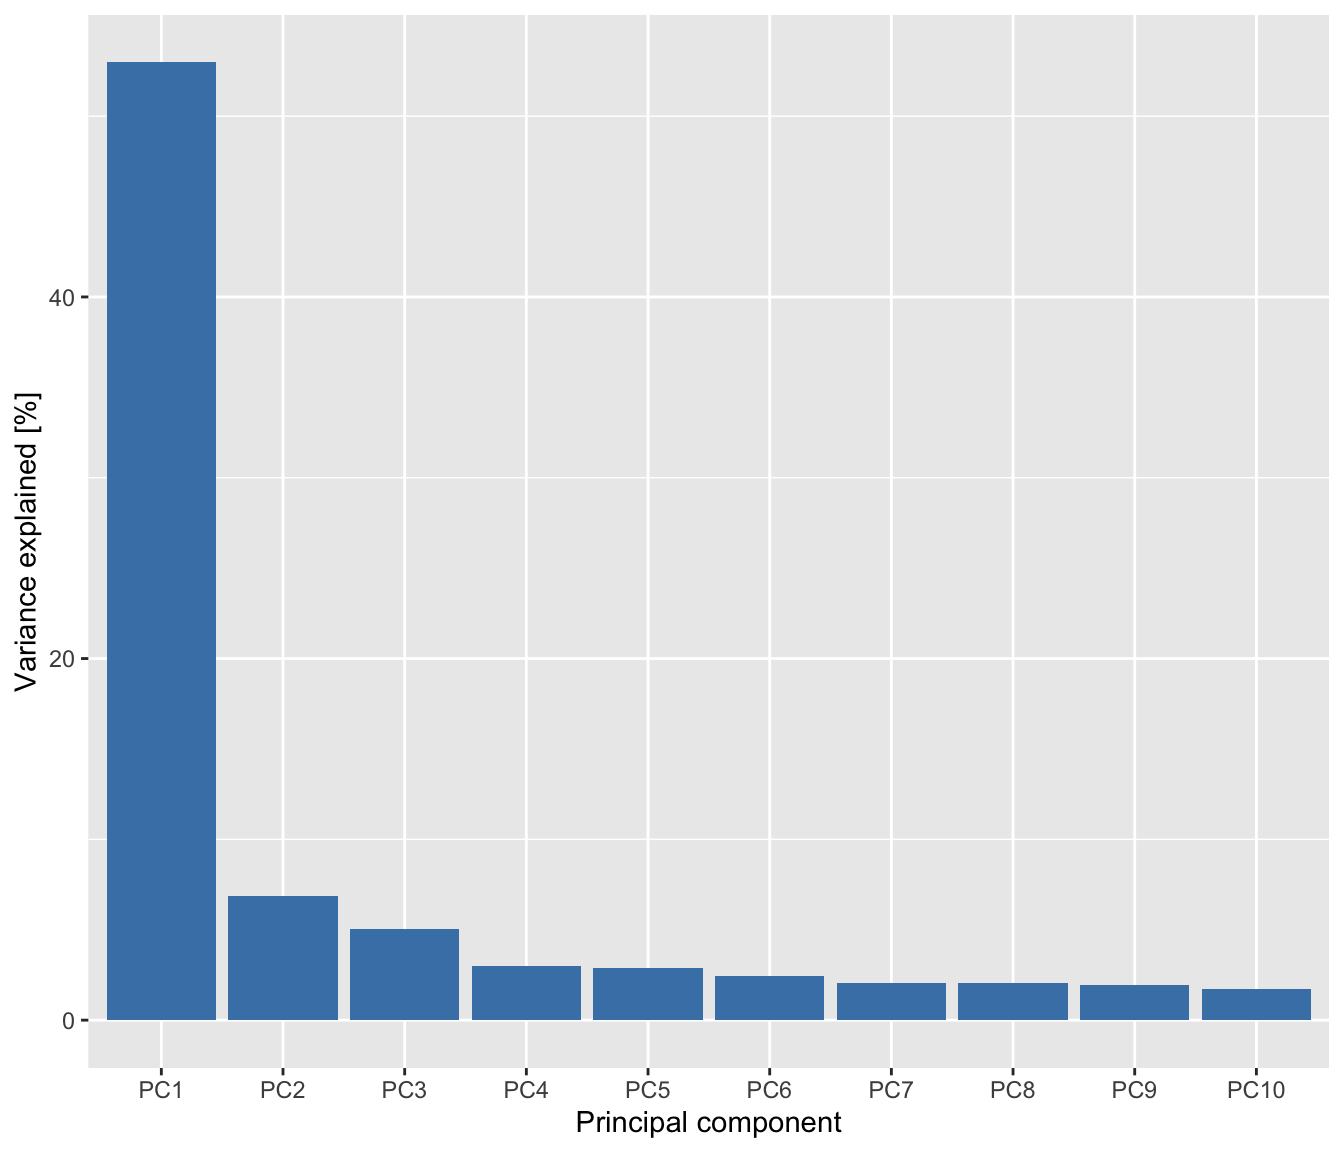 Variance explained [%]
40
20
0
PC1 PC2 PC3 PC4 PC5 PC6 PC7 PC8 PC9 PC10
Principal component